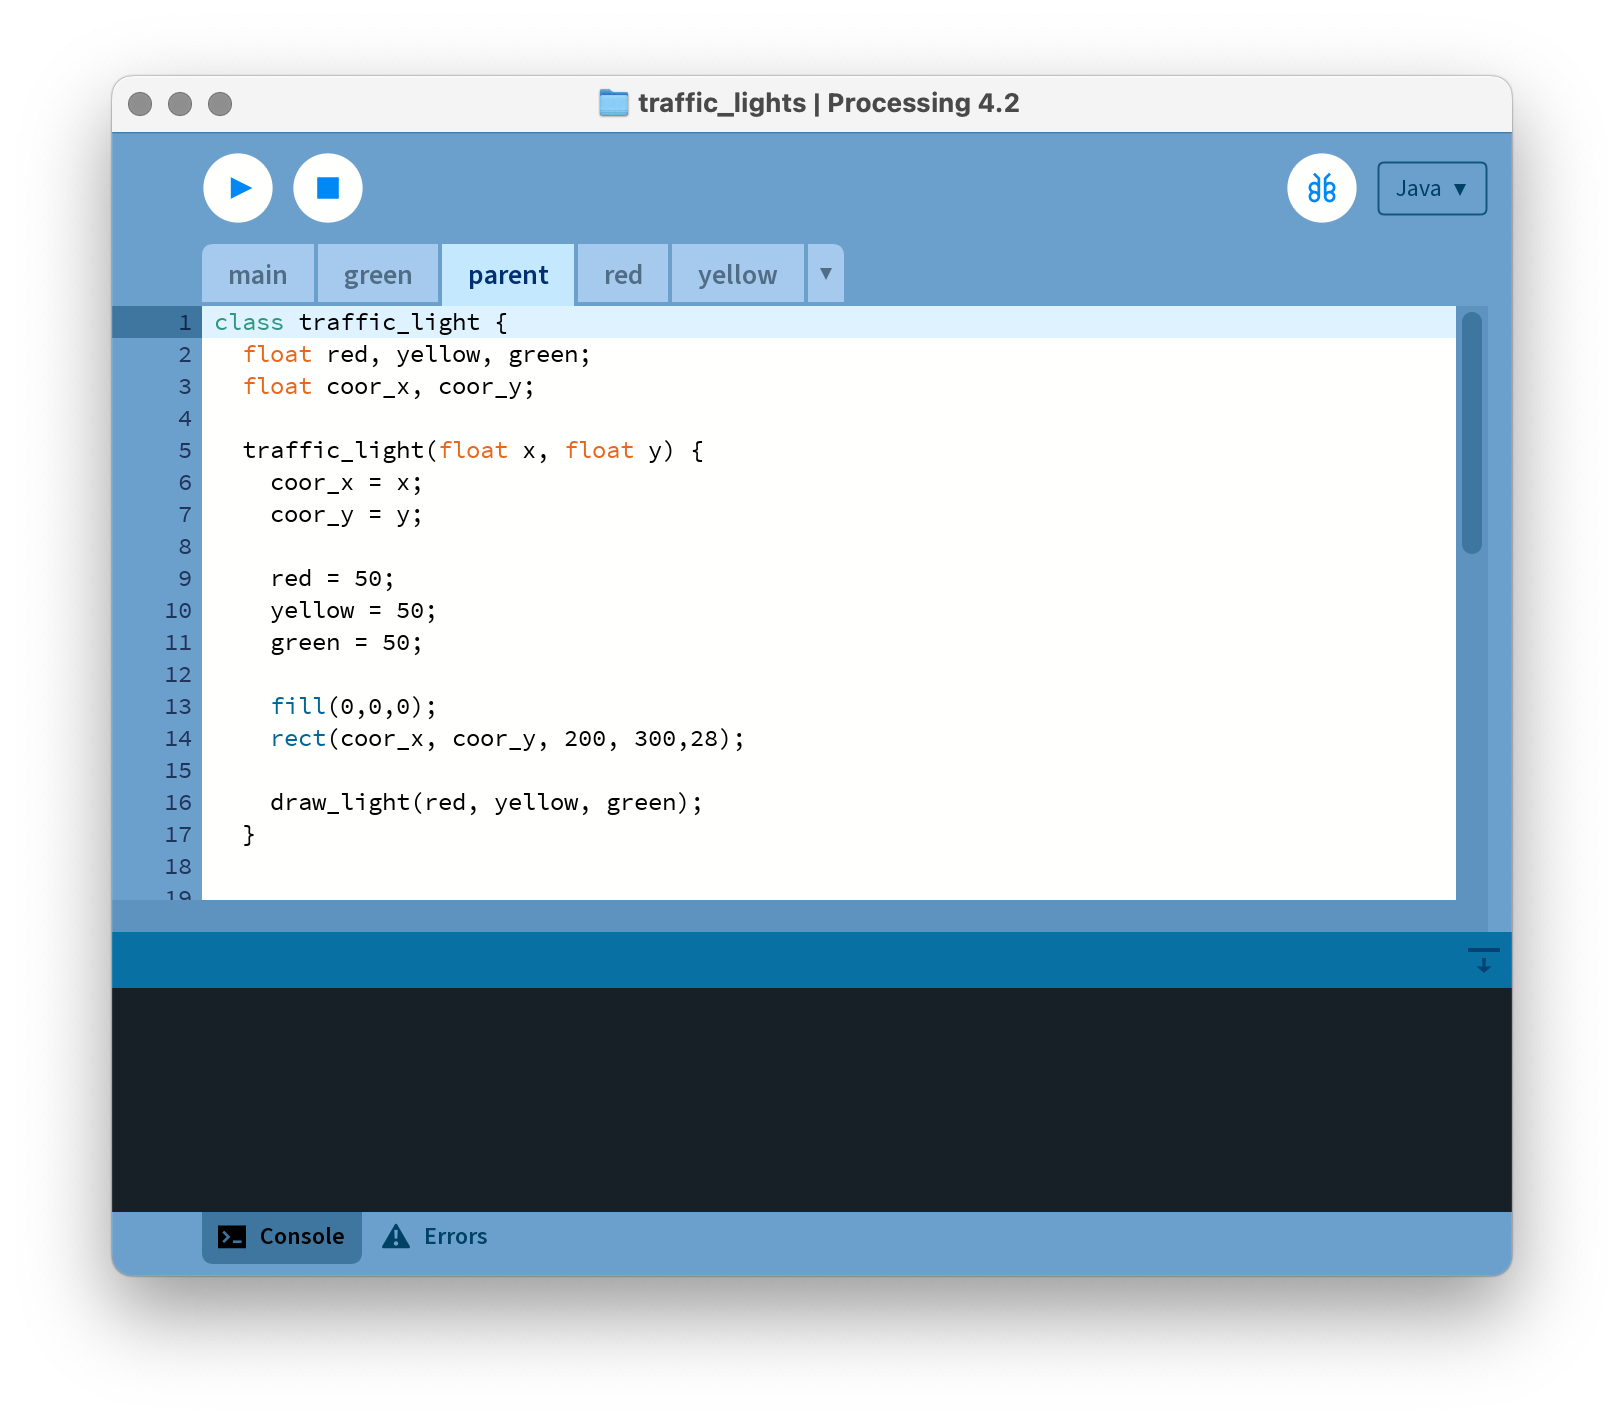 traffic_lights | Processing 4.2
Java ▼
main green parent red yellow ▼
1 class traffic_light {
2   float red, yellow, green;
3   float coor_x, coor_y;
4
5   traffic_light(float x, float y) {
6     coor_x = x;
7     coor_y = y;
8
9     red = 50;
10     yellow = 50;
11     green = 50;
12
13     fill(0,0,0);
14     rect(coor_x, coor_y, 200, 300,28);
15
16     draw_light(red, yellow, green);
17   }
18
19
Console Errors